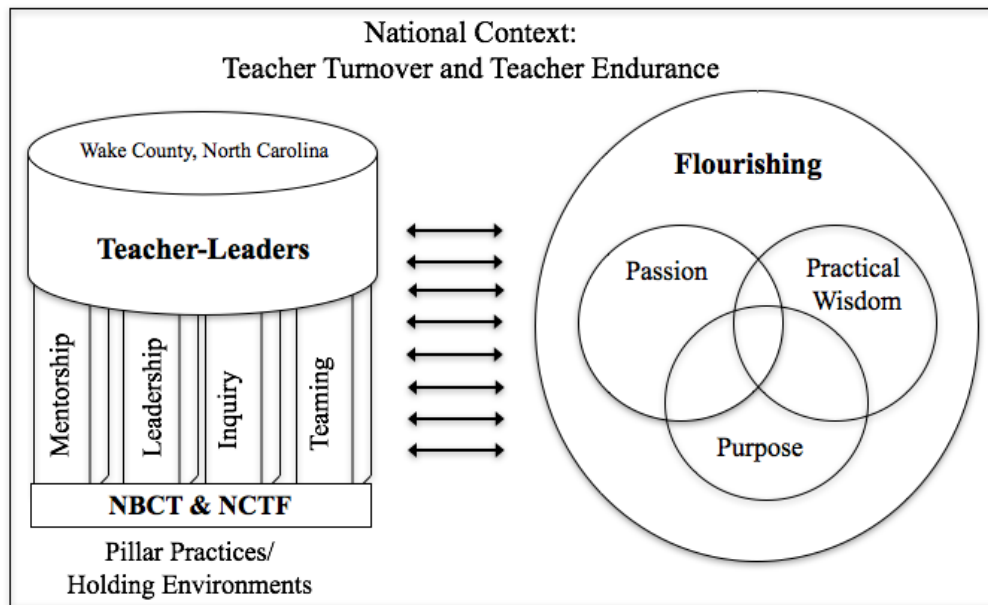 National Context:
Teacher Turnover and Teacher Endurance
Wake County, North Carolina
Teacher-Leaders
Mentorship
Leadership
Inquiry
Teaming
NBCT & NCTF
Pillar Practices/
Holding Environments
Flourishing
Passion
Practical
Wisdom
Purpose